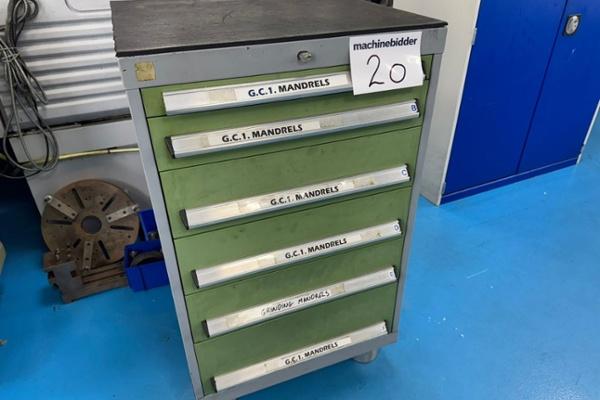 machinebidder
20
G.C.1. MANDRELS
G.C.1. MANDRELS B
G.C.1. MANDRELS C
G.C.1. MANDRELS D
GRINDING MANDRELS
G.C.1. MANDRELS